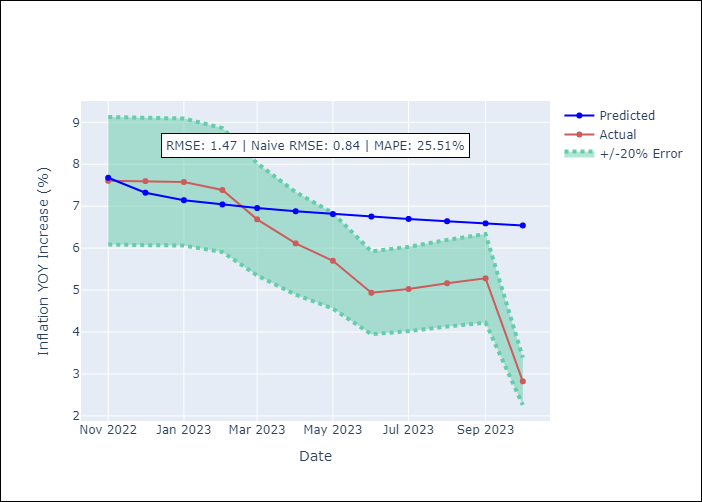 Predicted
Actual
+/-20% Error
RMSE: 1.47 | Naive RMSE: 0.84 | MAPE: 25.51%
Inflation YOY Increase (%)
9
8
7
6
5
4
3
2
Nov 2022 Jan 2023 Mar 2023 May 2023 Jul 2023 Sep 2023
Date